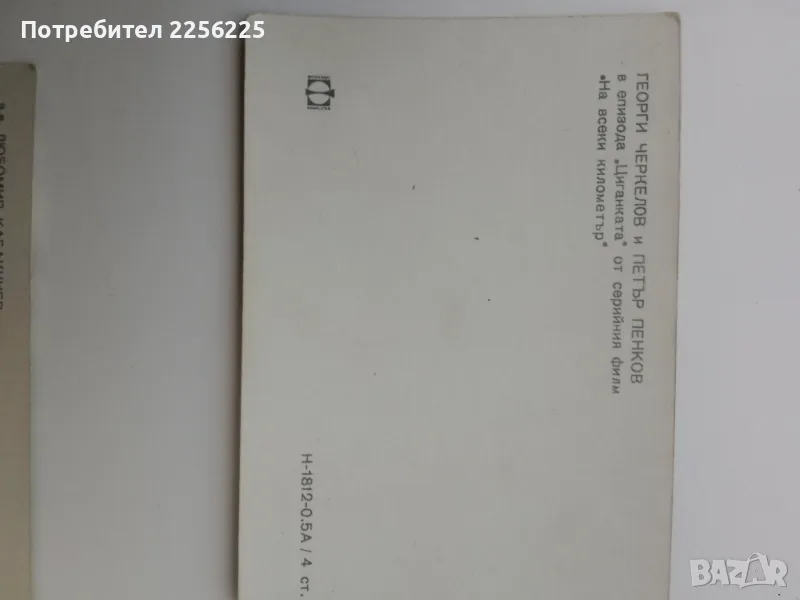 Потребител 2256225
ГЕОРГИ ЧЕРКЕЛОВ и ПЕТЪР ПЕНКОВ
в епизода „Циганката" от серийния филм
„На всеки километър"
Н-1812-0.5А / 4 ст.
BAZAR